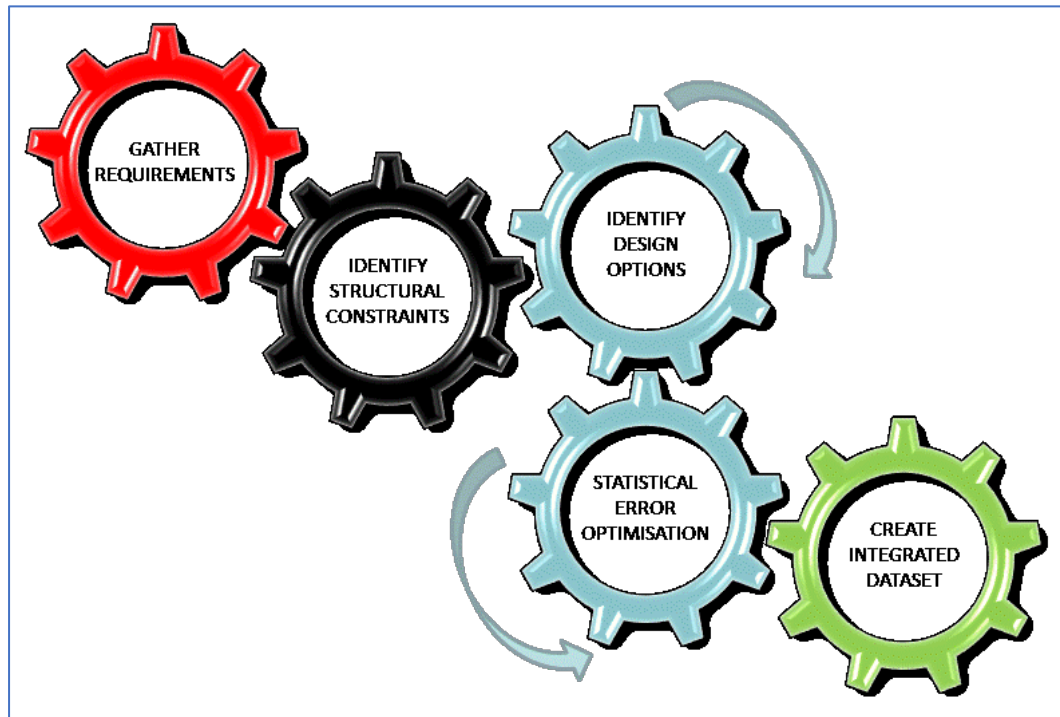 GATHER
REQUIREMENTS
IDENTIFY
STRUCTURAL
CONSTRAINTS
IDENTIFY
DESIGN
OPTIONS
STATISTICAL
ERROR
OPTIMISATION
CREATE
INTEGRATED
DATASET